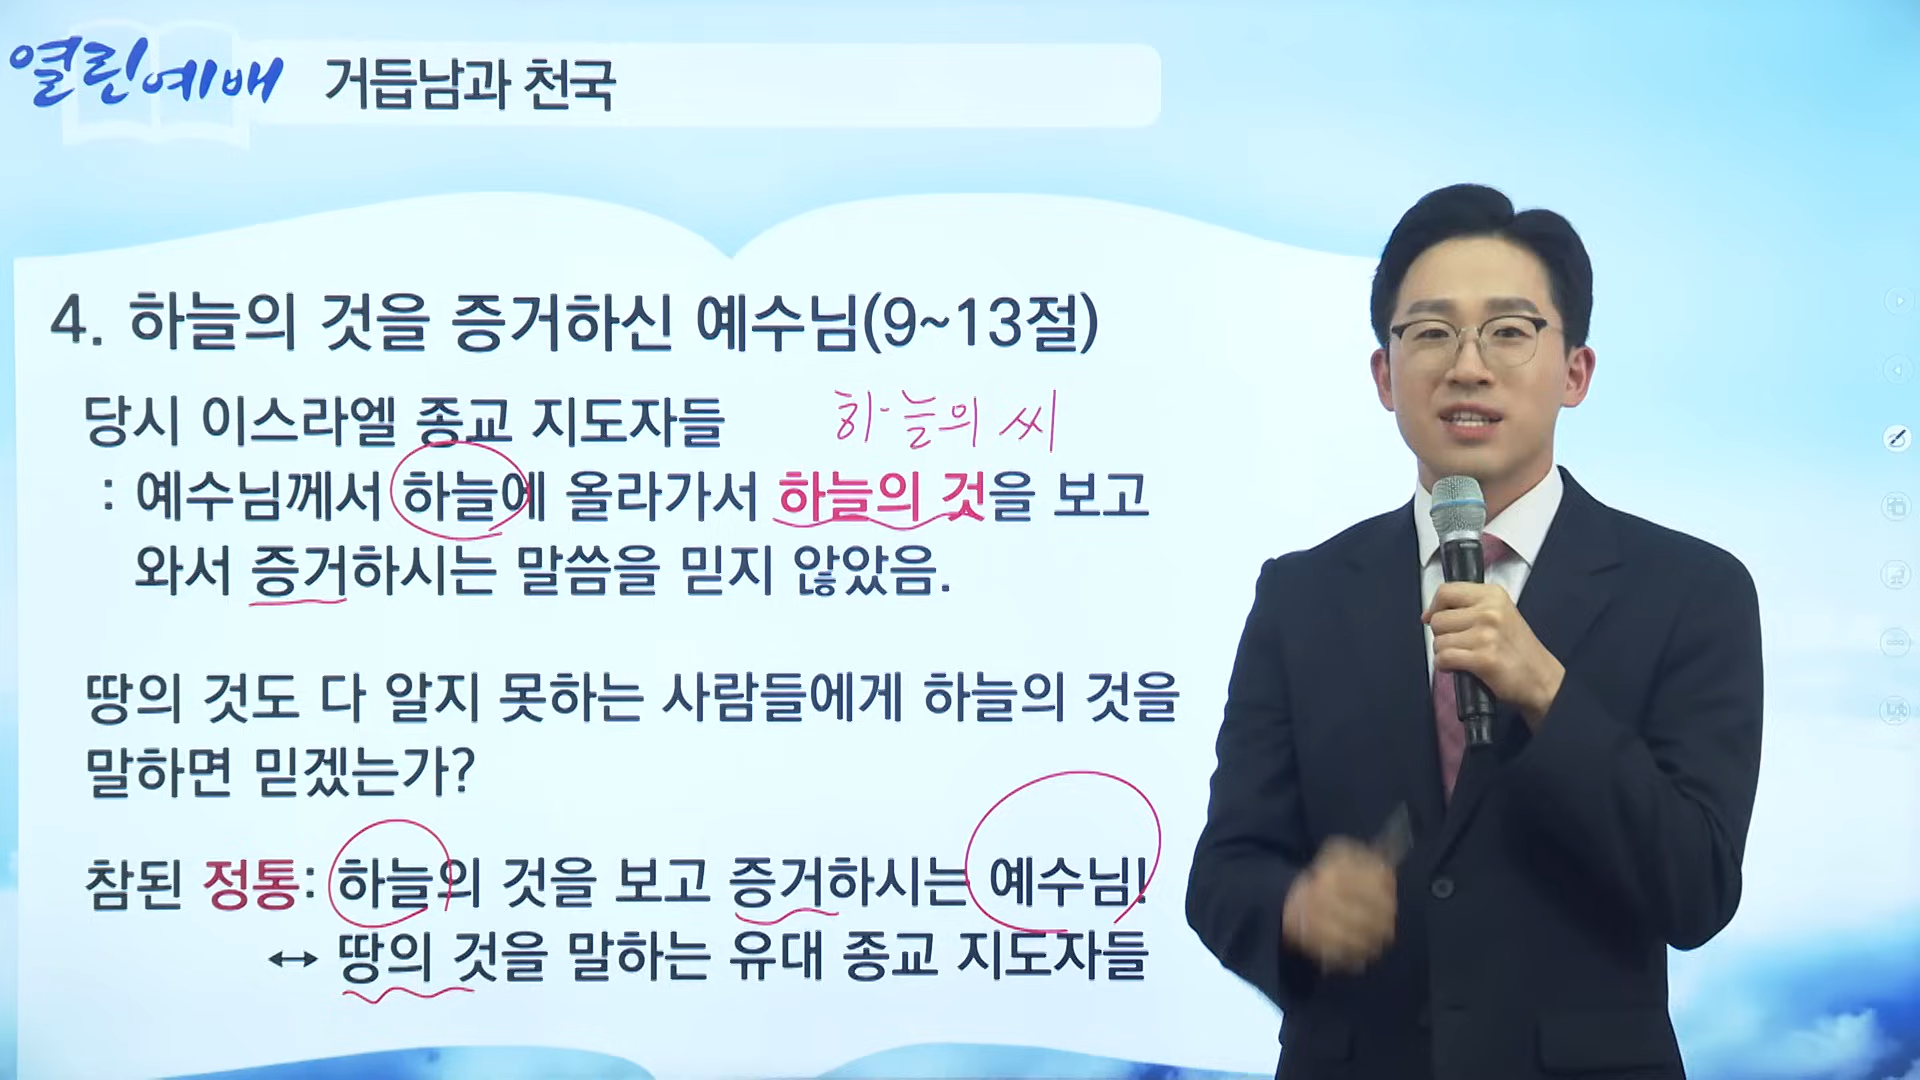 열린예배 거듭남과 천국
4. 하늘의 것을 증거하신 예수님(9~13절)
당시 이스라엘 종교 지도자들 하늘의 씨
: 예수님께서 하늘에 올라가서 하늘의 것을 보고
와서 증거하시는 말씀을 믿지 않았음.
땅의 것도 다 알지 못하는 사람들에게 하늘의 것을
말하면 믿겠는가?
참된 정통: 하늘의 것을 보고 증거하시는 예수님!
↔ 땅의 것을 말하는 유대 종교 지도자들